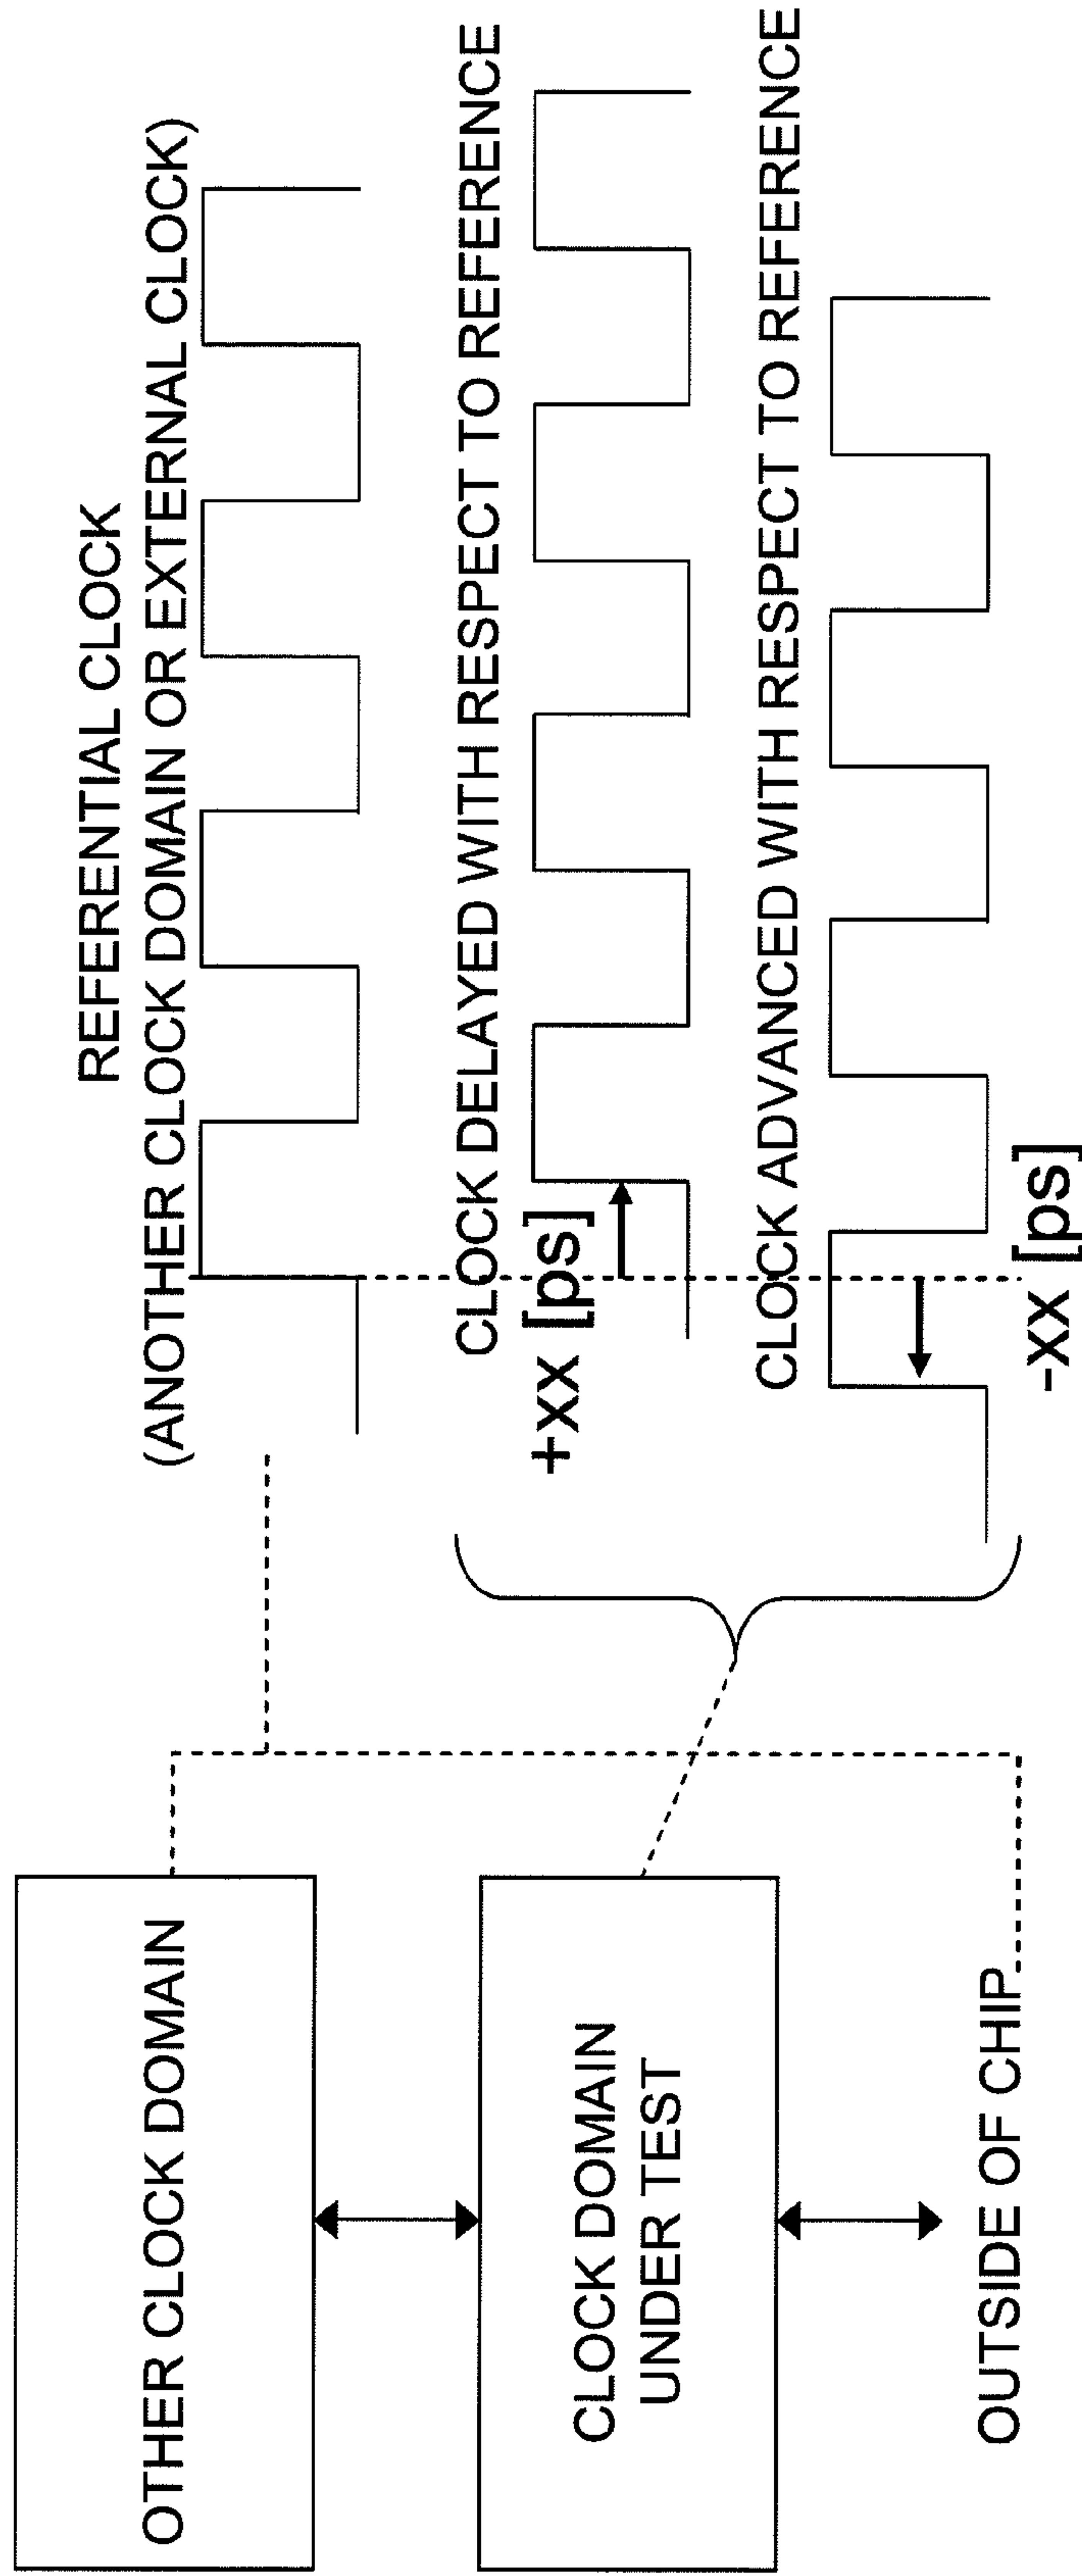 REFERENTIAL CLOCK
(ANOTHER CLOCK DOMAIN OR EXTERNAL CLOCK)
CLOCK DELAYED WITH RESPECT TO REFERENCE
+xx [ps]
CLOCK ADVANCED WITH RESPECT TO REFERENCE
-xx [ps]
OTHER CLOCK DOMAIN
CLOCK DOMAIN
UNDER TEST
OUTSIDE OF CHIP